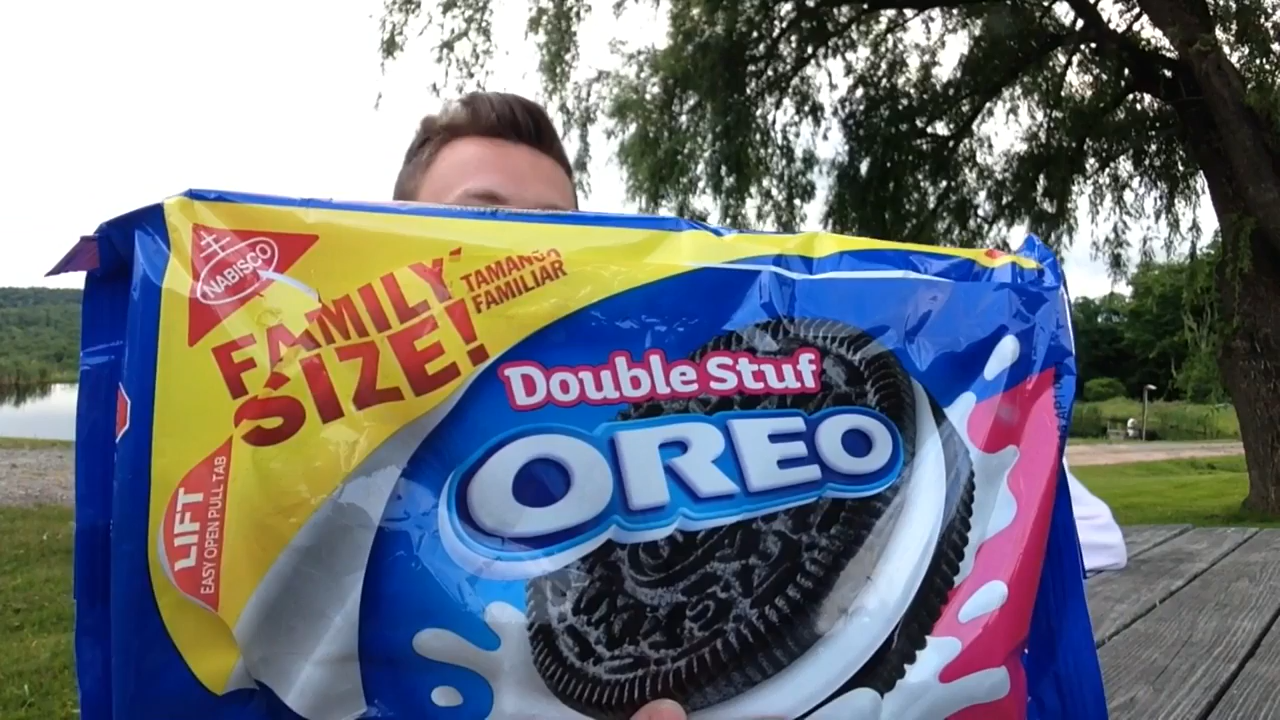 NABISCO
FAMILY
SIZE!
TAMAÑO
FAMILIAR
Double Stuf
OREO
LIFT
EASY OPEN PULL TAB